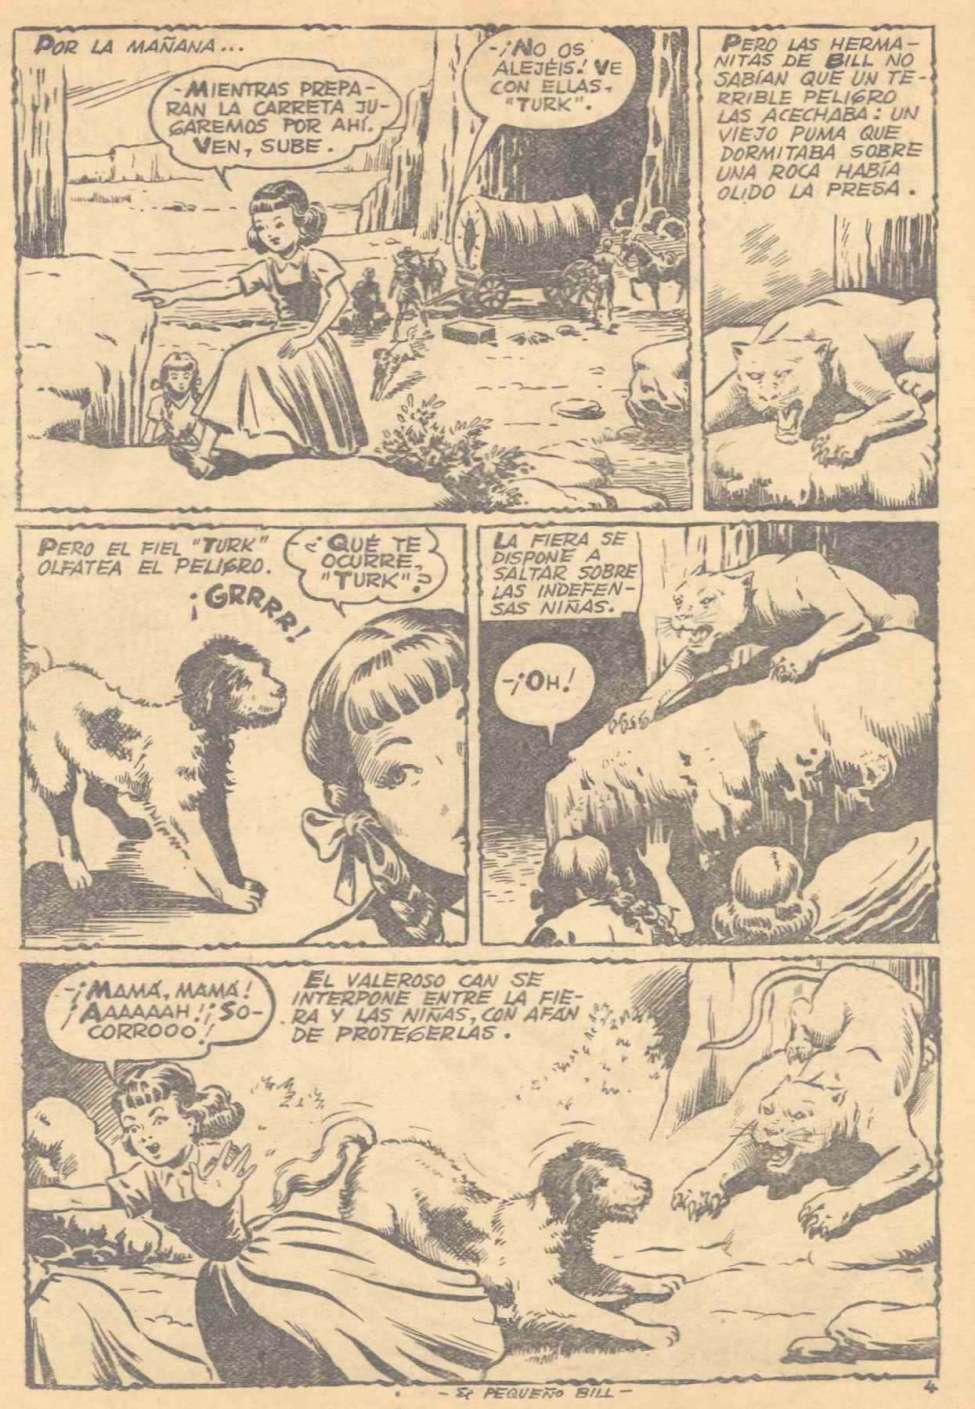 POR LA MAÑANA...
-MIENTRAS PREPA-
RAN LA CARRETA JU-
GAREMOS POR AHÍ.
VEN, SUBE.
-¡NO OS
ALEJÉIS! VE
CON ELLAS,
"TURK".
PERO LAS HERMA-
NITAS DE BILL NO
SABÍAN QUE UN TE-
RRIBLE PELIGRO
LAS ACECHABA: UN
VIEJO PUMA QUE
DORMITABA SOBRE
UNA ROCA HABÍA
OLIDO LA PRESA.
PERO EL FIEL "TURK"
OLFATEA EL PELIGRO.
¡GRRRR!
-¿QUÉ TE
OCURRE,
"TURK"?
LA FIERA SE
DISPONE A
SALTAR SOBRE
LAS INDEFEN-
SAS NIÑAS.
-¡OH!
-¡MAMÁ, MAMÁ!
¡AAAAAAH! ¡SO-
CORROOO!
EL VALEROSO CAN SE
INTERPONE ENTRE LA FIE-
RA Y LAS NIÑAS, CON AFÁN
DE PROTEGERLAS.
- EL PEQUEÑO BILL -
4